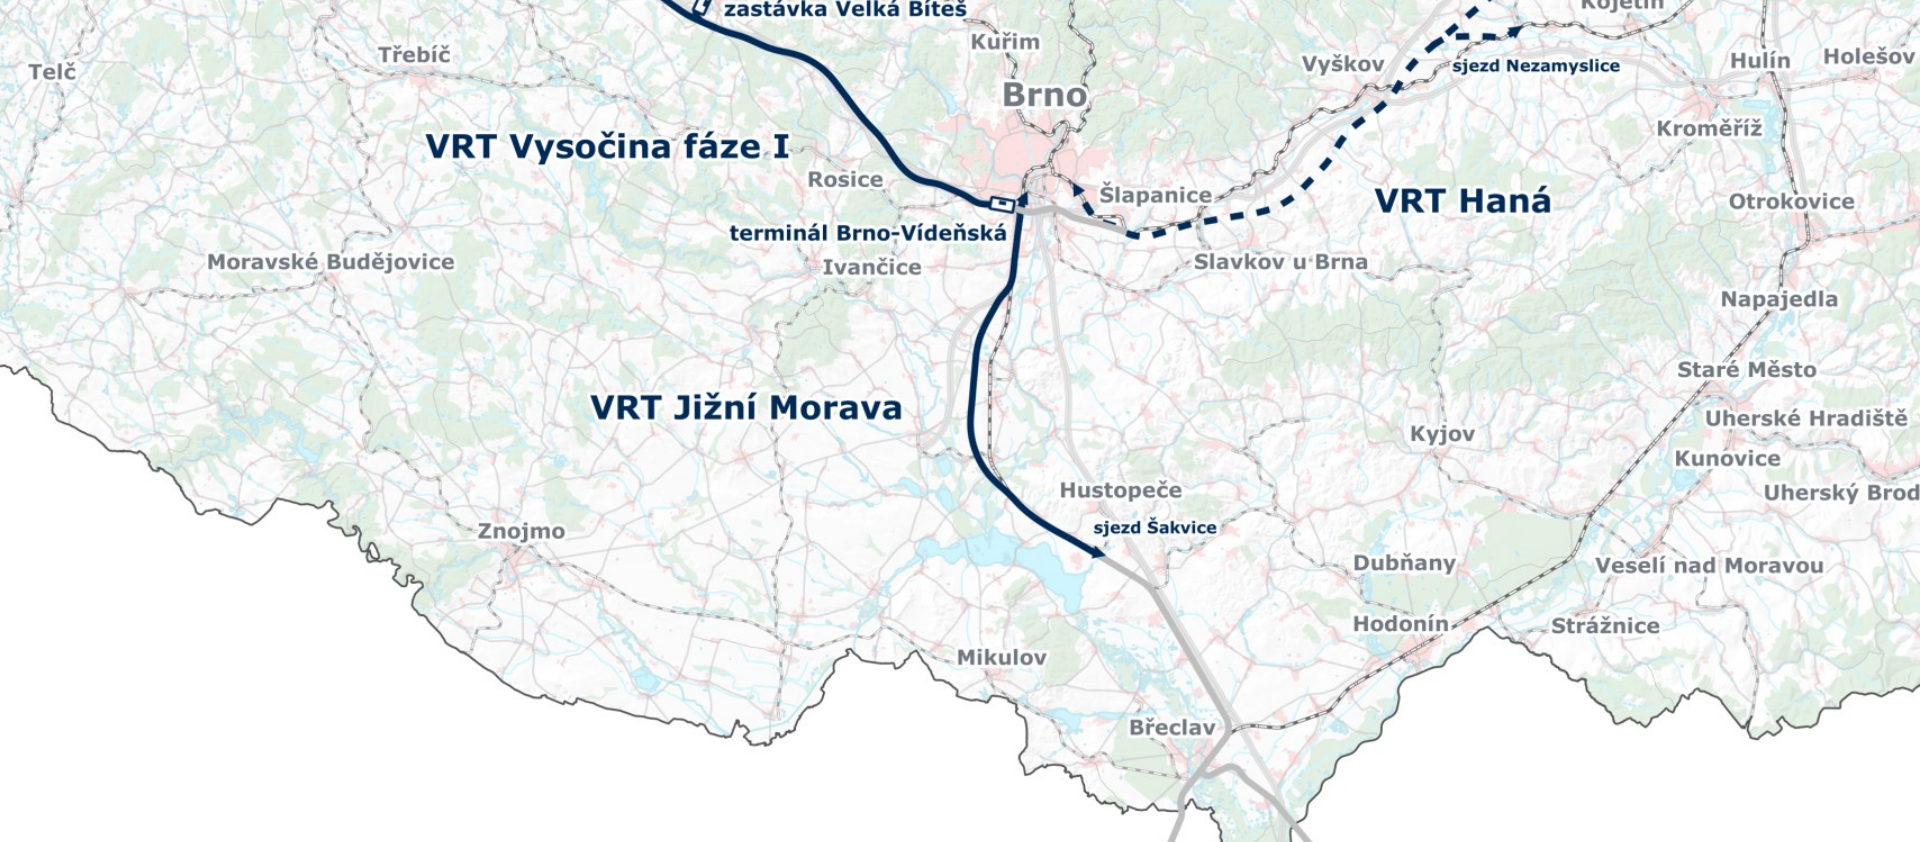 zastávka Velká Bíteš
Kojetín
Kuřim
Třebíč
Telč
Vyškov
sjezd Nezamyslice
Hulín
Holešov
Brno
Kroměříž
VRT Vysočina fáze I
Rosice
Šlapanice
VRT Haná
Otrokovice
terminál Brno-Vídeňská
Ivančice
Moravské Budějovice
Slavkov u Brna
Napajedla
Staré Město
VRT Jižní Morava
Uherské Hradiště
Kyjov
Kunovice
Hustopeče
Uherský Brod
sjezd Šakvice
Znojmo
Dubňany
Veselí nad Moravou
Hodonín
Strážnice
Mikulov
Břeclav